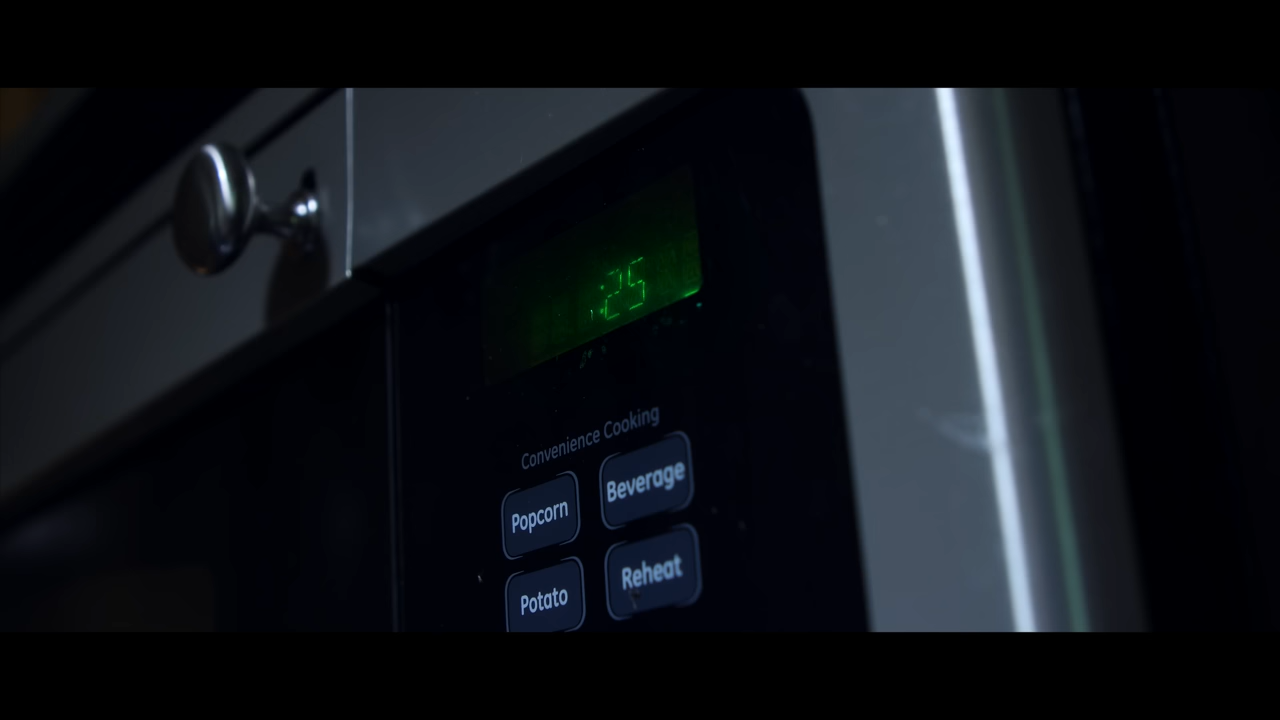 :25
Convenience Cooking
Popcorn
Beverage
Potato
Reheat